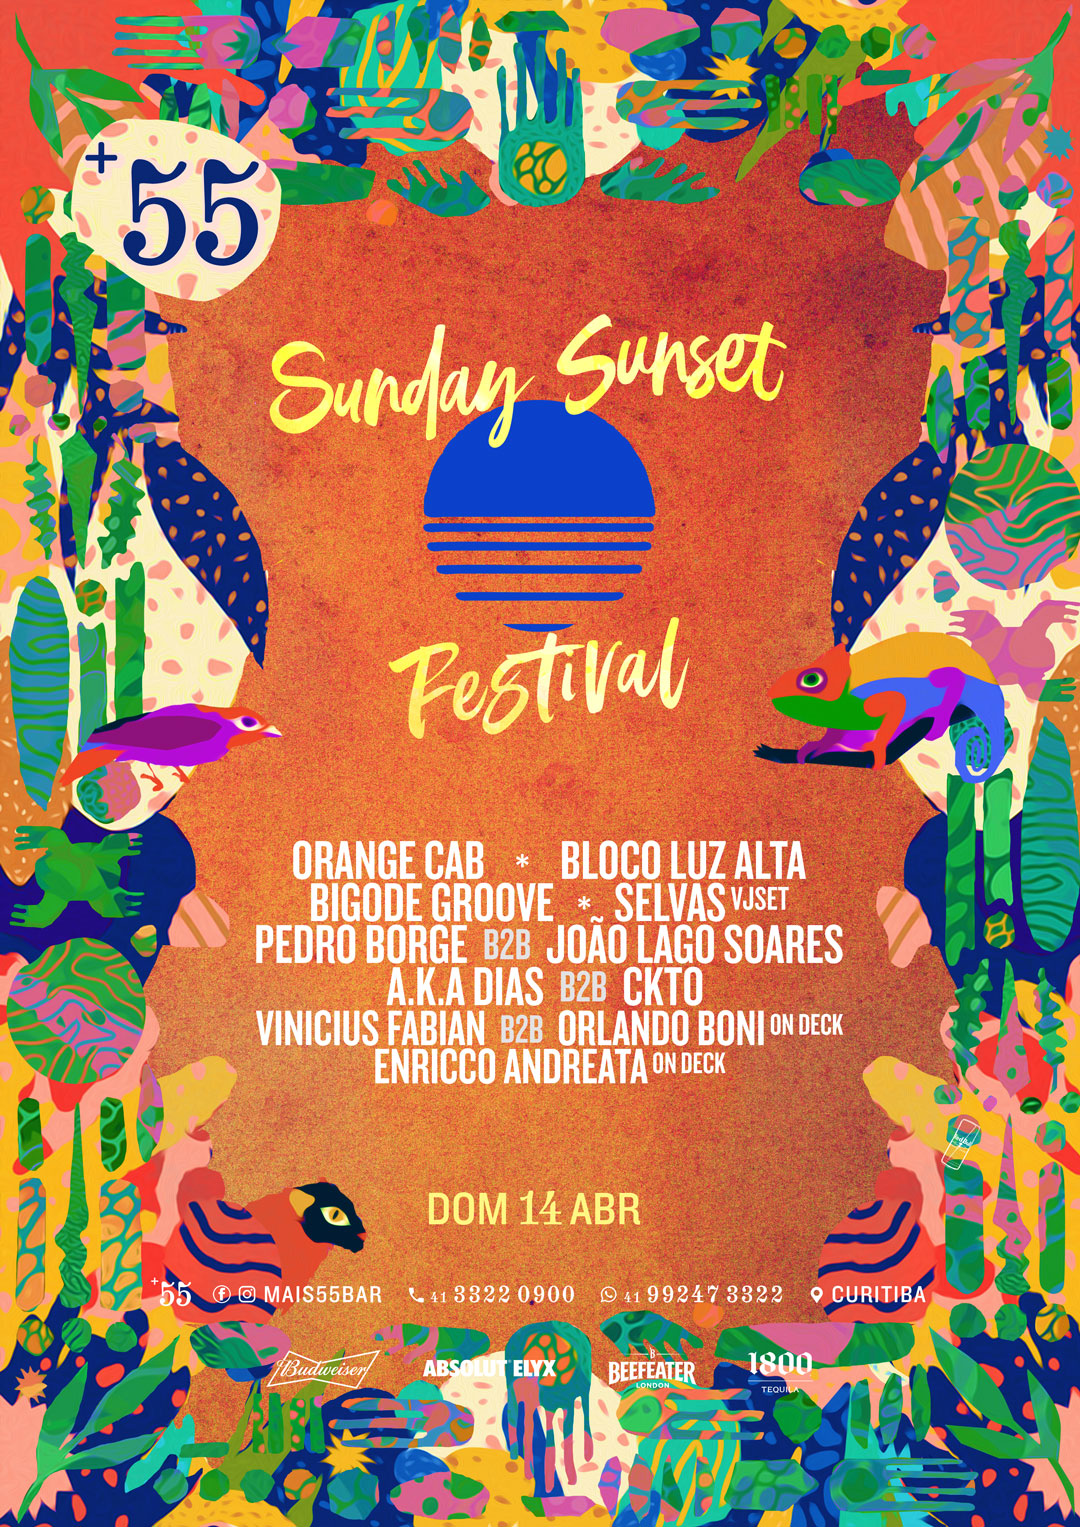 +55
Sunday Sunset
Festival
ORANGE CAB * BLOCO LUZ ALTA
BIGODE GROOVE * SELVAS VJSET
PEDRO BORGE B2B JOÃO LAGO SOARES
A.K.A DIAS B2B CKTO
VINICIUS FABIAN B2B ORLANDO BONI ON DECK
ENRICCO ANDREATA ON DECK
DOM 14 ABR
+55 MAIS55BAR 41 3322 0900 41 99247 3322 CURITIBA
Budweiser ABSOLUT ELYX B BEEFEATER LONDON 1800 TEQUILA